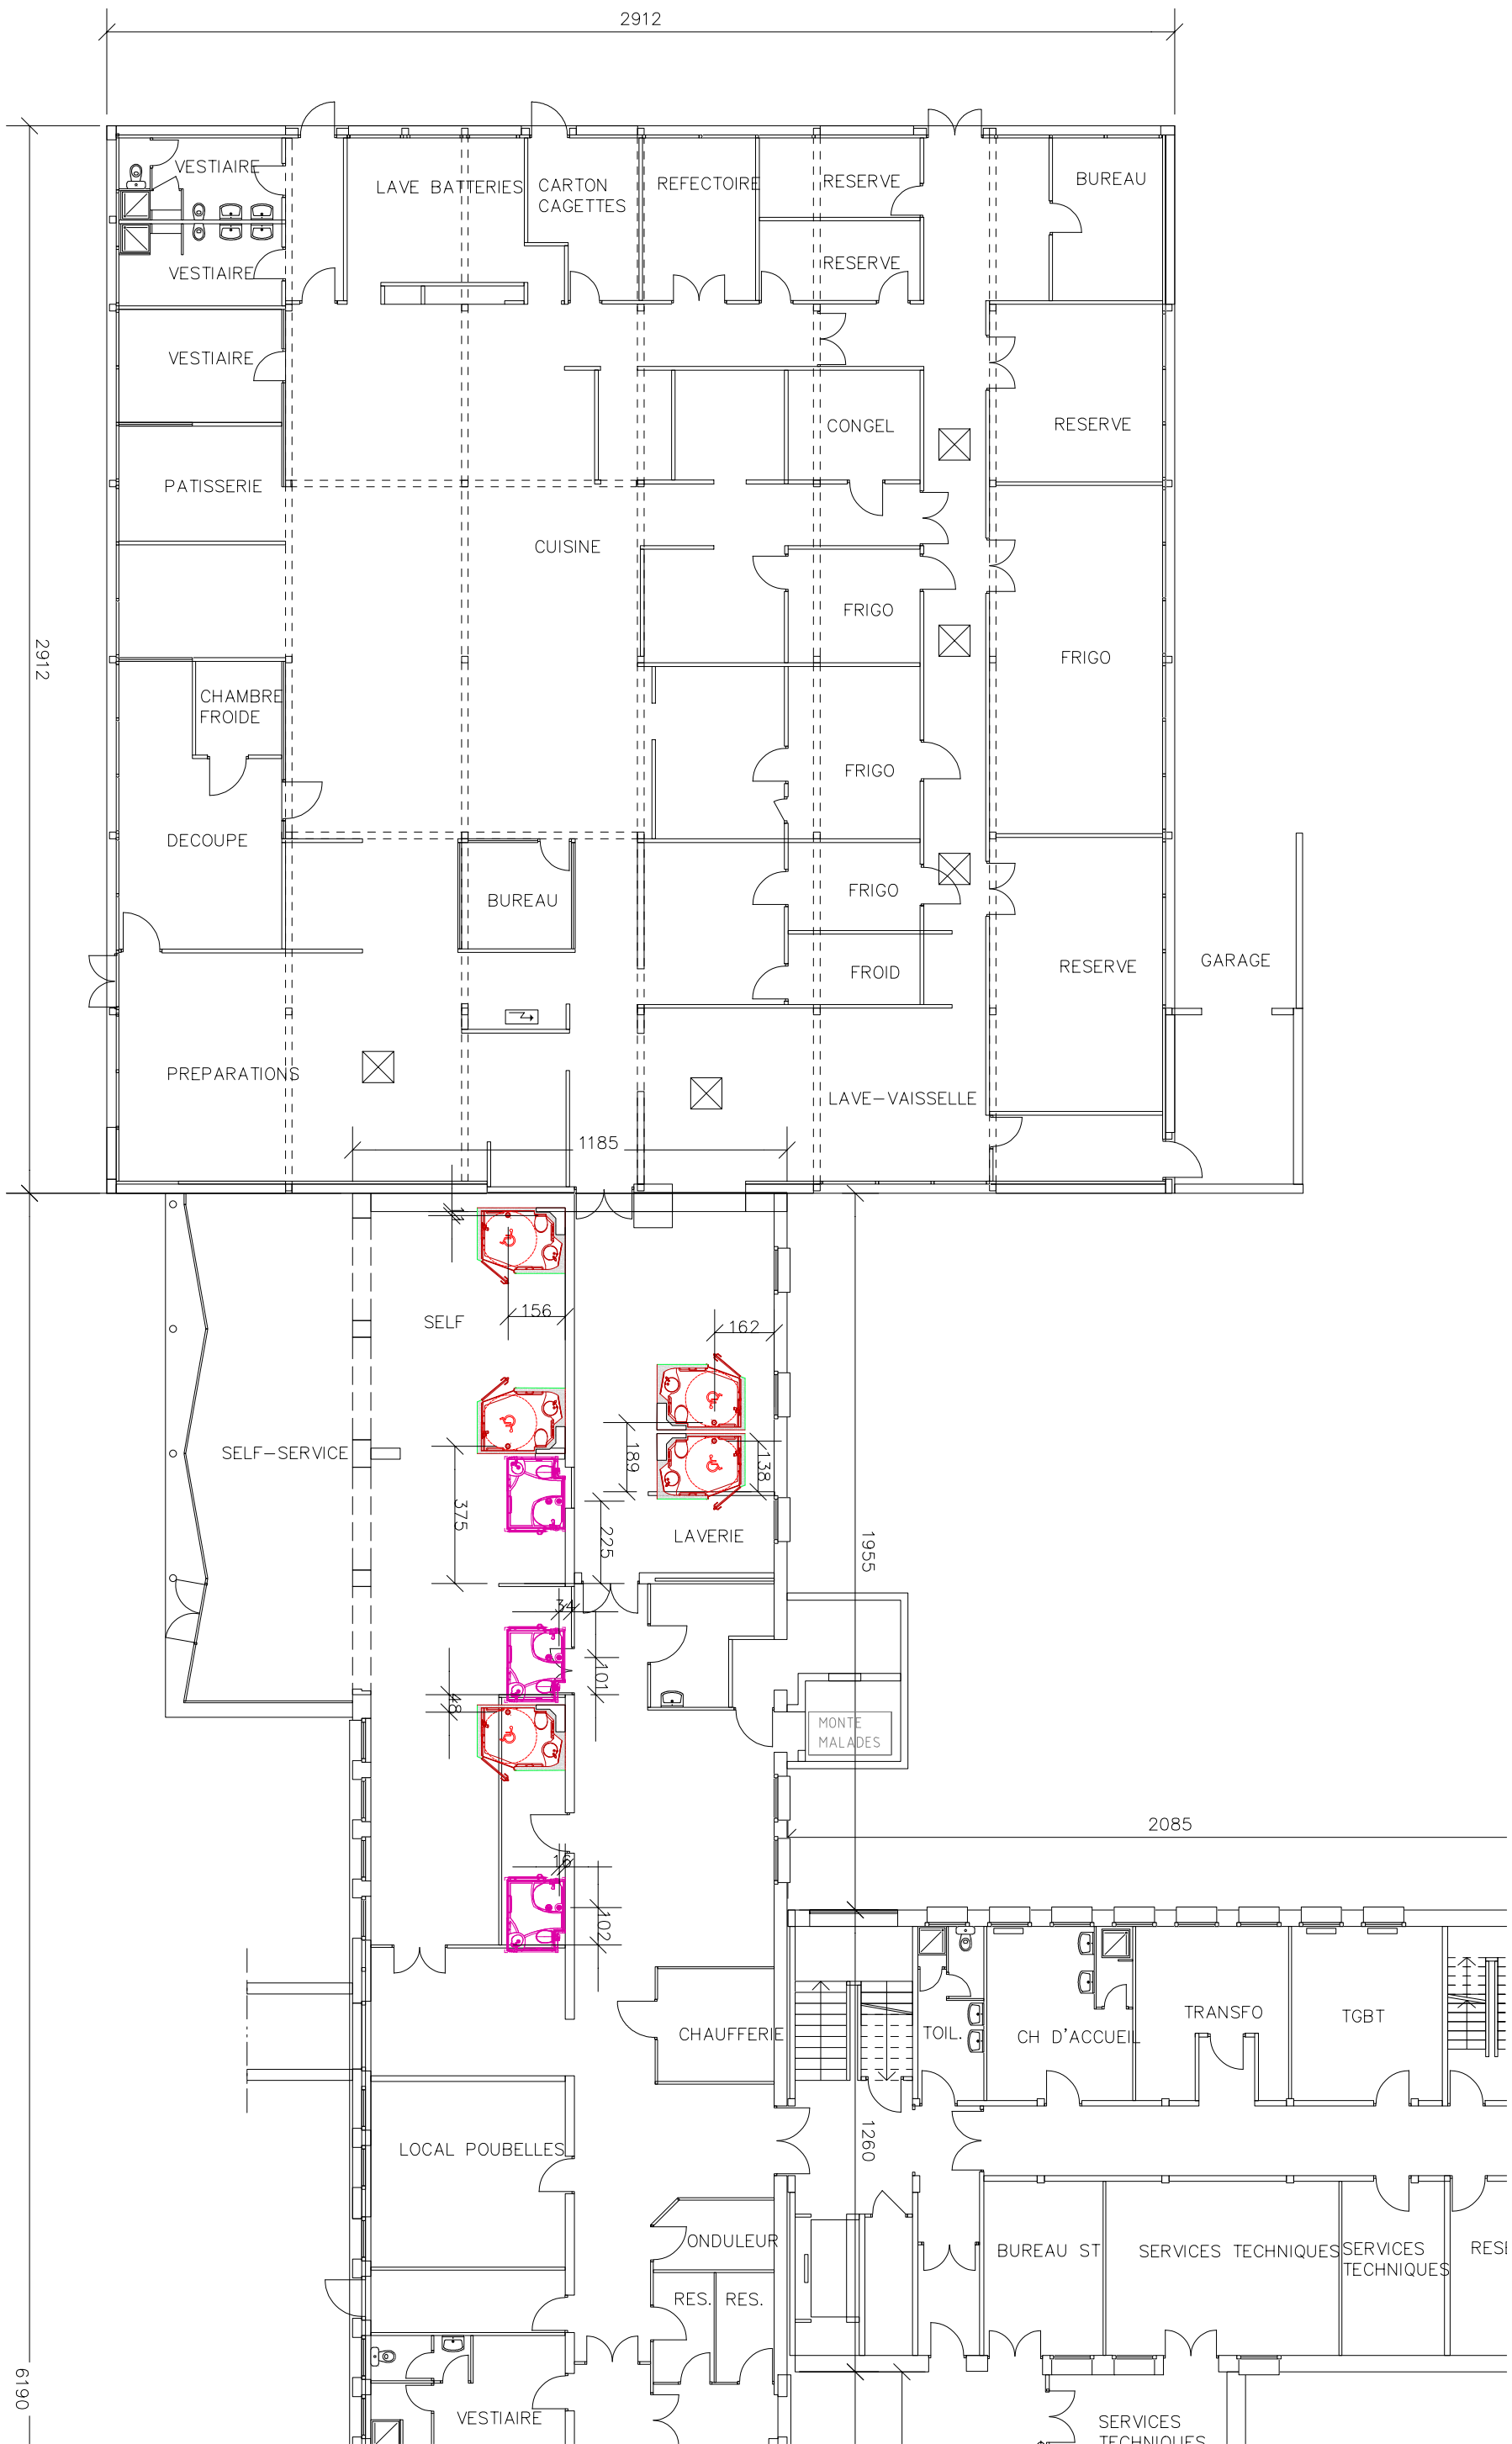 2912
VESTIAIRE
LAVE BATTERIES
CARTON
CAGETTES
REFECTOIRE
RESERVE
BUREAU
RESERVE
VESTIAIRE
VESTIAIRE
CONGEL
RESERVE
PATISSERIE
CUISINE
FRIGO
2912
FRIGO
CHAMBRE
FROIDE
FRIGO
DECOUPE
BUREAU
FRIGO
FROID
RESERVE
GARAGE
PREPARATIONS
LAVE-VAISSELLE
1185
156
SELF
162
SELF-SERVICE
189
138
375
225
LAVERIE
1955
34
101
48
MONTE
MALADES
2085
16
102
CHAUFFERIE
TOIL.
CH D'ACCUEIL
TRANSFO
TGBT
LOCAL POUBELLES
1260
ONDULEUR
BUREAU ST
SERVICES TECHNIQUES
SERVICES
TECHNIQUES
RESE
RES.
RES.
6190
VESTIAIRE
SERVICES
TECHNIQUES